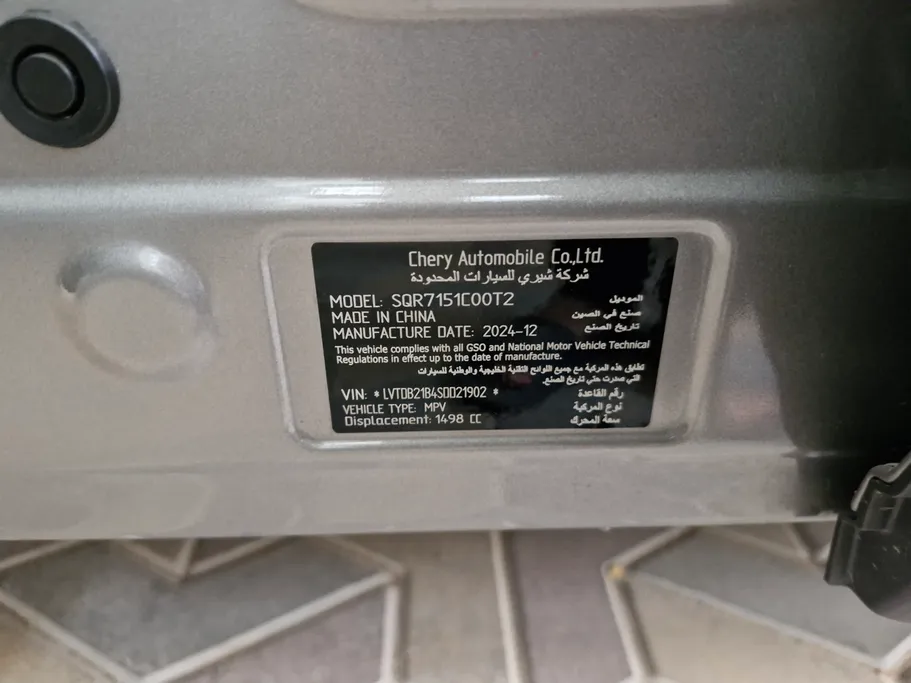 Chery Automobile Co.,Ltd.
شركة شيري للسيارات المحدودة
MODEL: SQR7151C00T2 الموديل
MADE IN CHINA صنع في الصين
MANUFACTURE DATE: 2024-12 تاريخ الصنع
This vehicle complies with all GSO and National Motor Vehicle Technical
Regulations in effect up to the date of manufacture.
تطابق هذه المركبة مع جميع اللوائح التقنية الخليجية والوطنية للسيارات
التي صدرت حتي تاريخ الصنع.
VIN: * LVTDB21B4SDD21902 * رقم القاعدة
VEHICLE TYPE: MPV نوع المركبة
Displacement: 1498 CC سعة المحرك